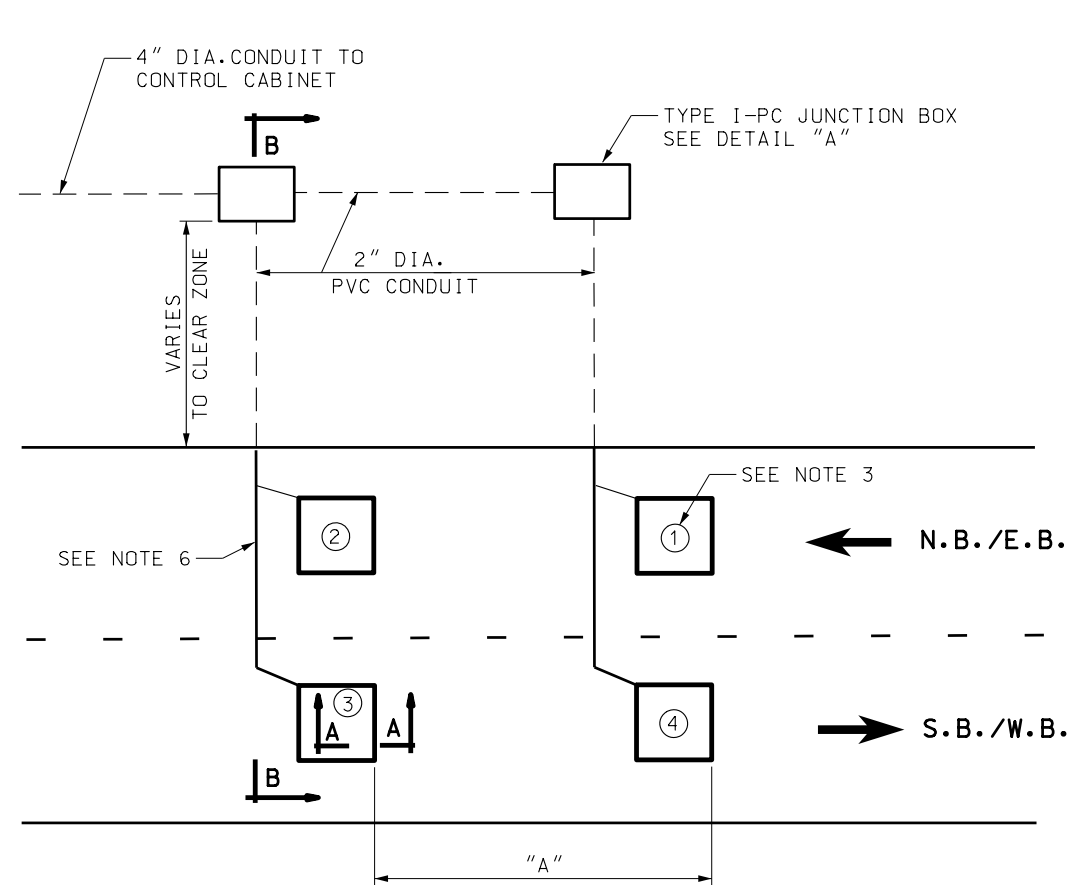 4" DIA.CONDUIT TO
CONTROL CABINET
B
TYPE I-PC JUNCTION BOX
SEE DETAIL "A"
2" DIA.
PVC CONDUIT
VARIES
TO CLEAR ZONE
SEE NOTE 3
2
1
N.B./E.B.
SEE NOTE 6
3
A
A
4
S.B./W.B.
B
"A"